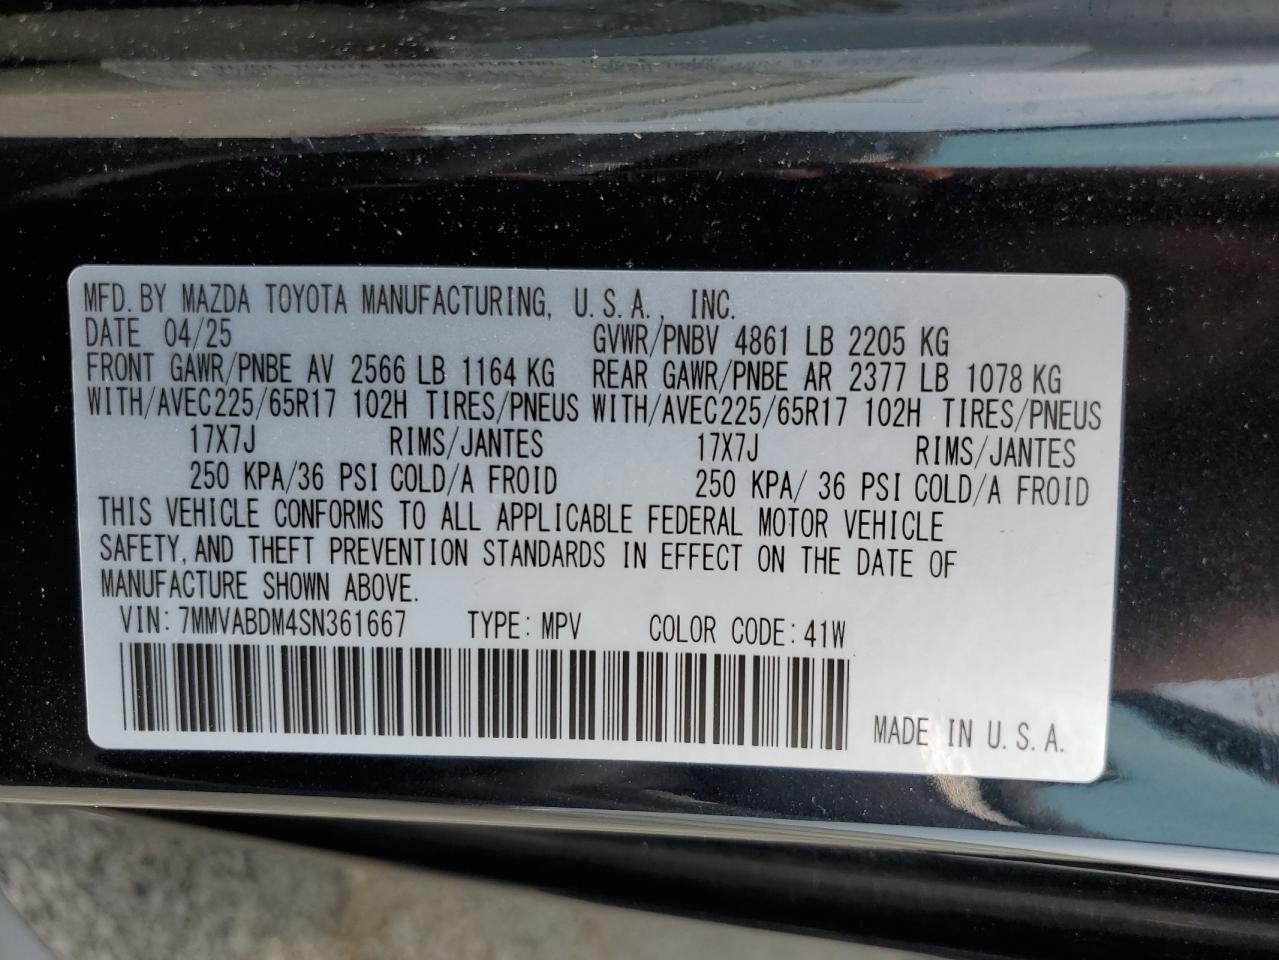 MFD. BY MAZDA TOYOTA MANUFACTURING, U.S.A., INC.
DATE 04/25 GVWR/PNBV 4861 LB 2205 KG
FRONT GAWR/PNBE AV 2566 LB 1164 KG REAR GAWR/PNBE AR 2377 LB 1078 KG
WITH/AVEC225/65R17 102H TIRES/PNEUS WITH/AVEC225/65R17 102H TIRES/PNEUS
17X7J RIMS/JANTES 17X7J RIMS/JANTES
250 KPA/36 PSI COLD/A FROID 250 KPA/ 36 PSI COLD/A FROID
THIS VEHICLE CONFORMS TO ALL APPLICABLE FEDERAL MOTOR VEHICLE
SAFETY, AND THEFT PREVENTION STANDARDS IN EFFECT ON THE DATE OF
MANUFACTURE SHOWN ABOVE.
VIN: 7MMVABDM4SN361667 TYPE: MPV COLOR CODE: 41W
MADE IN U.S.A.